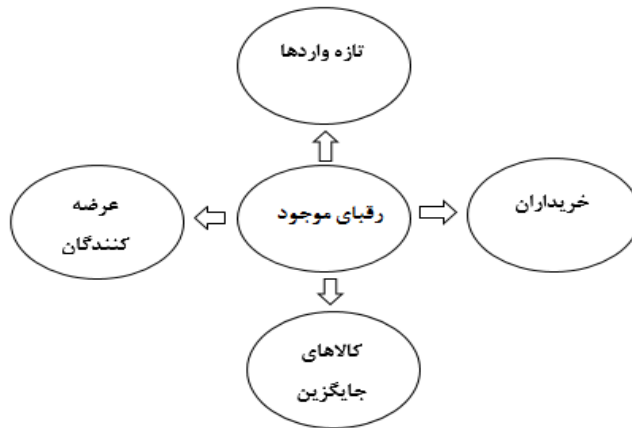 تازه واردها
خریداران
رقبای موجود
عرضه
کنندگان
کالاهای
جایگزین